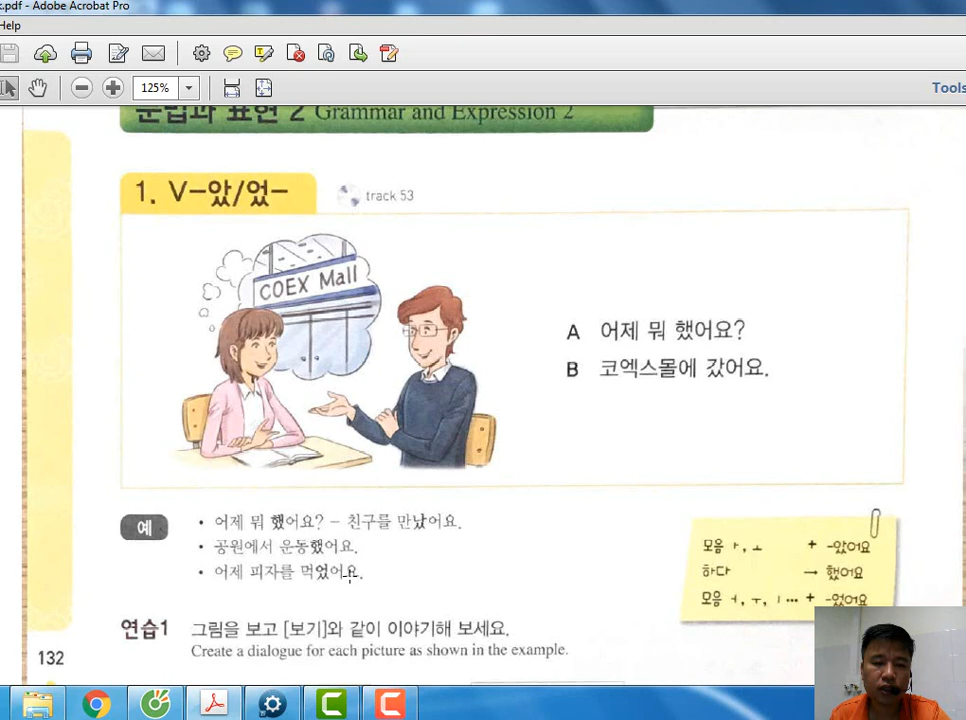 k.pdf - Adobe Acrobat Pro
Help
125%
Tools
문법과 표현 2 Grammar and Expression 2
1. V-았/었-
track 53
COEX Mall
A 어제 뭐 했어요?
B 코엑스몰에 갔어요.
예
• 어제 뭐 했어요? - 친구를 만났어요.
• 공원에서 운동했어요.
• 어제 피자를 먹었어요.
모음 ㅏ, ㅗ + -았어요
하다 → 했어요
모음 ㅓ, ㅜ, ㅣ ... + -었어요
연습1 그림을 보고 [보기]와 같이 이야기해 보세요.
Create a dialogue for each picture as shown in the example.
132